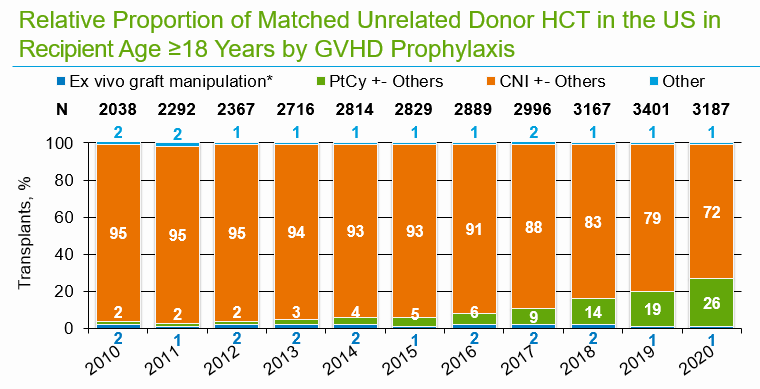 Relative Proportion of Matched Unrelated Donor HCT in the US in
Recipient Age ≥18 Years by GVHD Prophylaxis
Ex vivo graft manipulation* PtCy +- Others CNI +- Others Other
N 2038 2292 2367 2716 2814 2829 2889 2996 3167 3401 3187
2 2 1 1 1 1 1 2 1 1 1
100
80
60
40
20
0
Transplants, %
95 95 95 94 93 93 91 88 83 79 72
2 2 2 3 4 5 6 9 14 19 26
2 1 2 2 2 1 2 2 2 1 1
2010 2011 2012 2013 2014 2015 2016 2017 2018 2019 2020